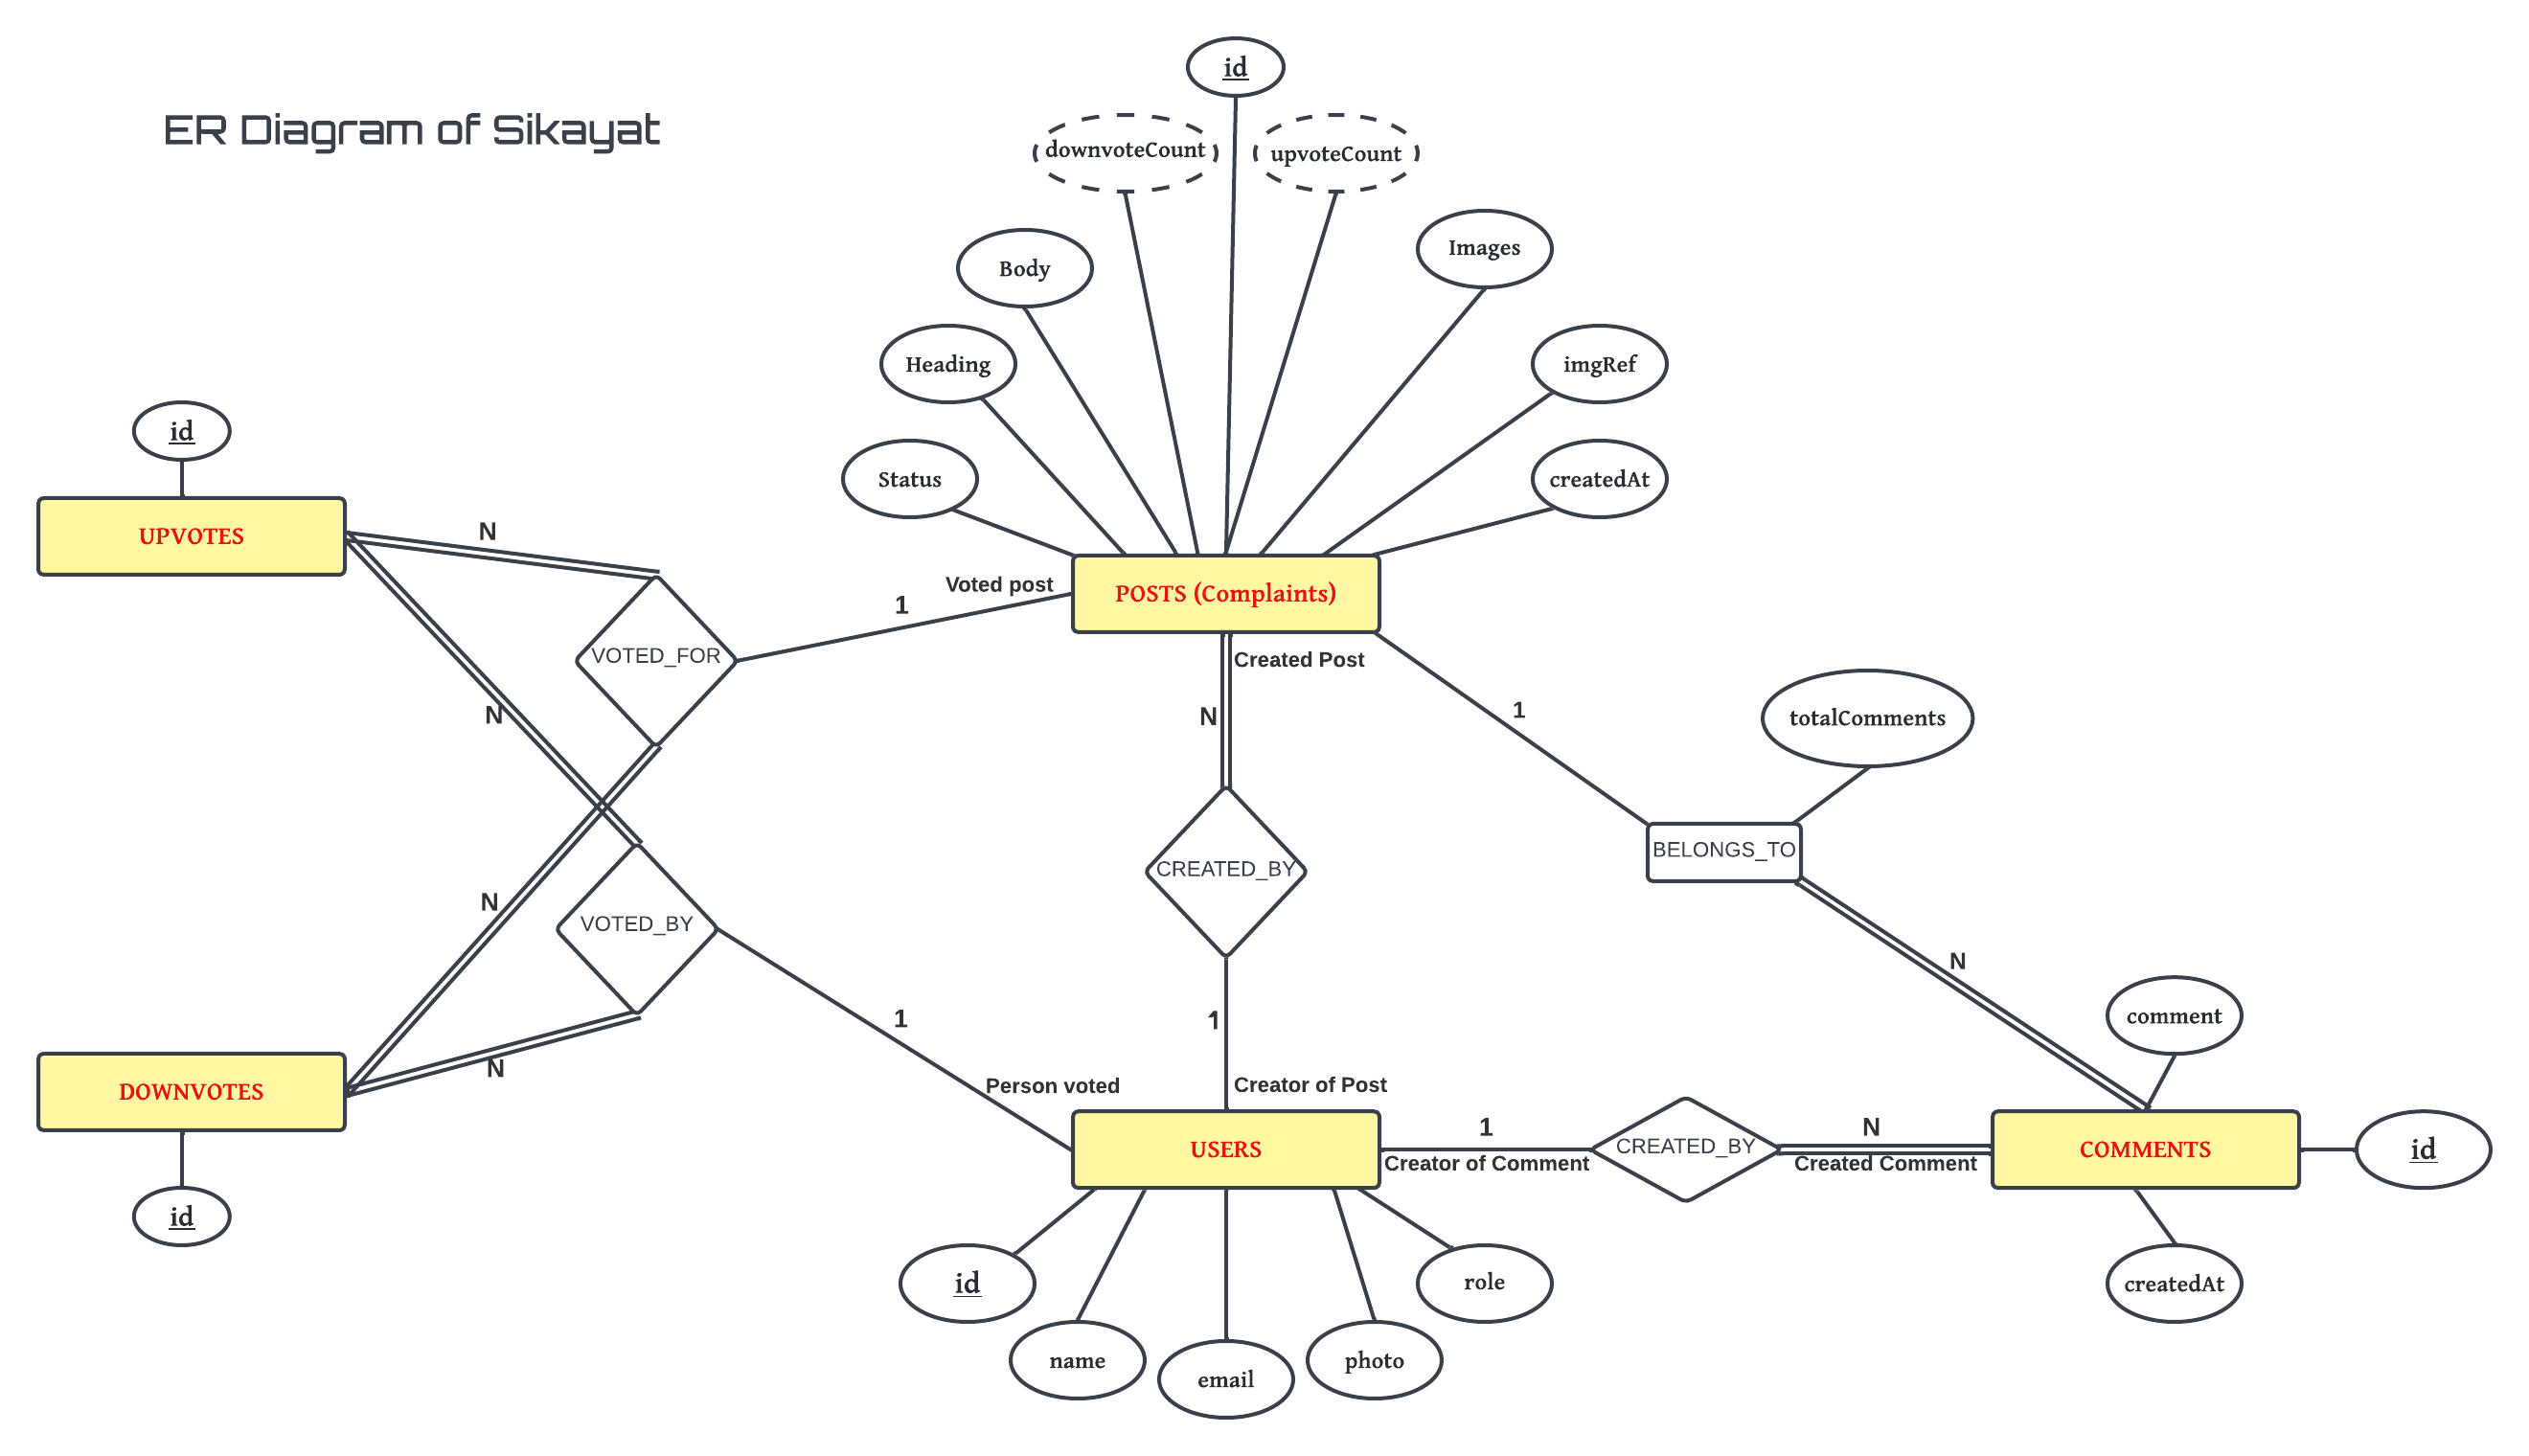 id
ER Diagram of Sikayat
downvoteCount
upvoteCount
Images
Body
Heading
imgRef
id
Status
createdAt
UPVOTES
N
Voted post
1
POSTS (Complaints)
VOTED_FOR
Created Post
N
N
1
totalComments
BELONGS_TO
CREATED_BY
N
VOTED_BY
N
1
1
comment
N
DOWNVOTES
Person voted
Creator of Post
1
N
USERS
CREATED_BY
COMMENTS
id
Creator of Comment
Created Comment
id
id
role
createdAt
name
photo
email